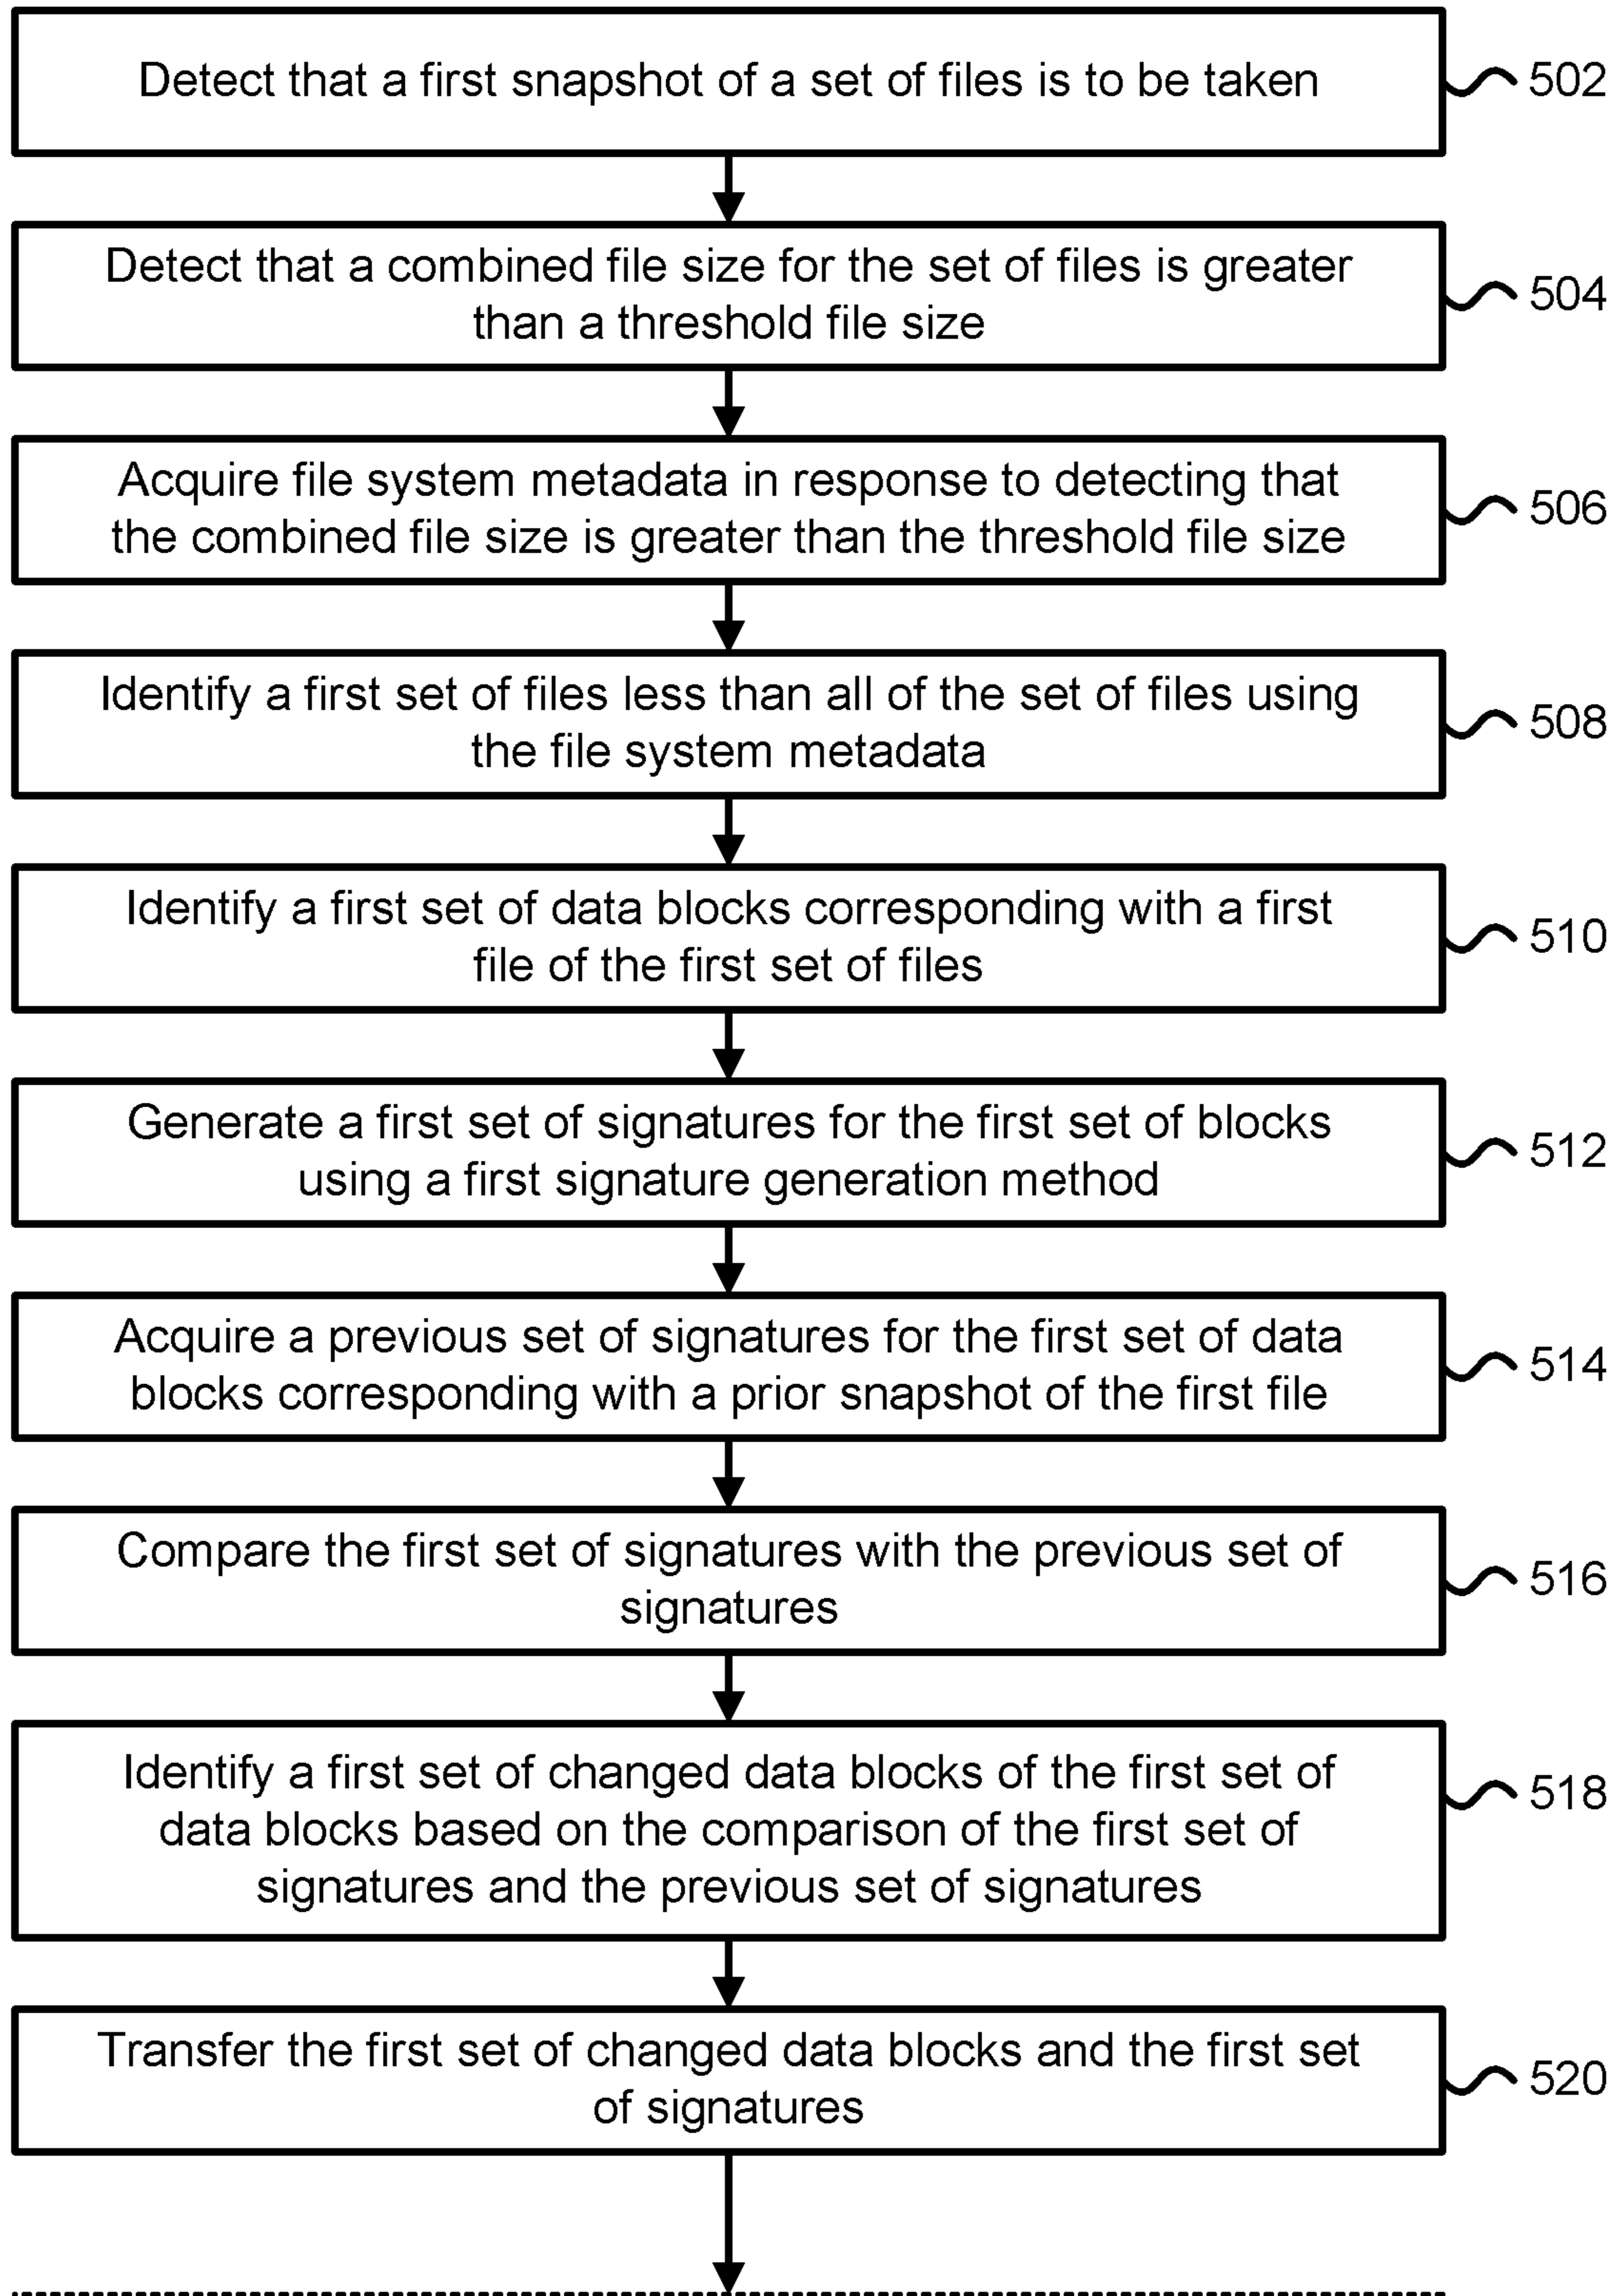 Detect that a first snapshot of a set of files is to be taken
502
Detect that a combined file size for the set of files is greater
than a threshold file size
504
Acquire file system metadata in response to detecting that
the combined file size is greater than the threshold file size
506
Identify a first set of files less than all of the set of files using
the file system metadata
508
Identify a first set of data blocks corresponding with a first
file of the first set of files
510
Generate a first set of signatures for the first set of blocks
using a first signature generation method
512
Acquire a previous set of signatures for the first set of data
blocks corresponding with a prior snapshot of the first file
514
Compare the first set of signatures with the previous set of
signatures
516
Identify a first set of changed data blocks of the first set of
data blocks based on the comparison of the first set of
signatures and the previous set of signatures
518
Transfer the first set of changed data blocks and the first set
of signatures
520